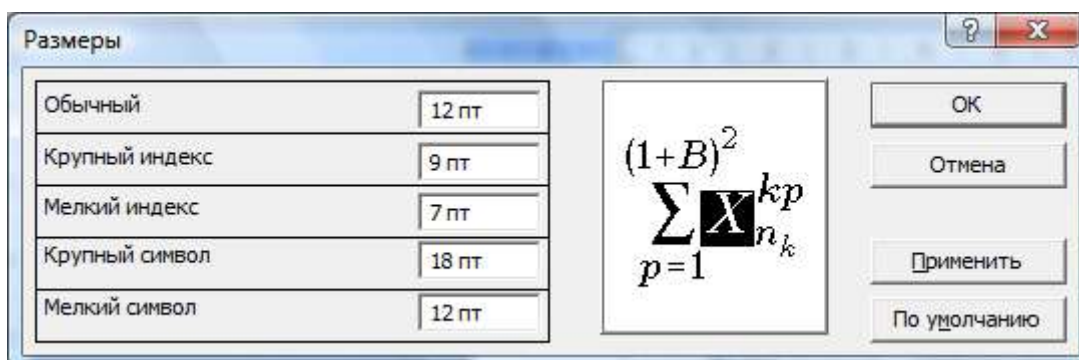 Размеры
Обычный 12 пт
Крупный индекс 9 пт
Мелкий индекс 7 пт
Крупный символ 18 пт
Мелкий символ 12 пт
(1+B)²
∑ X kp nk
p=1
?
OK
Отмена
Применить
По умолчанию